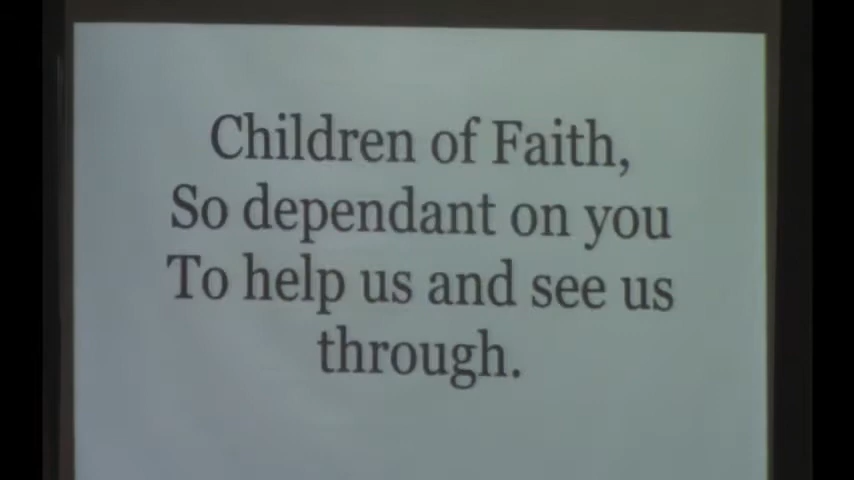 Children of Faith,
So dependant on you
To help us and see us
through.